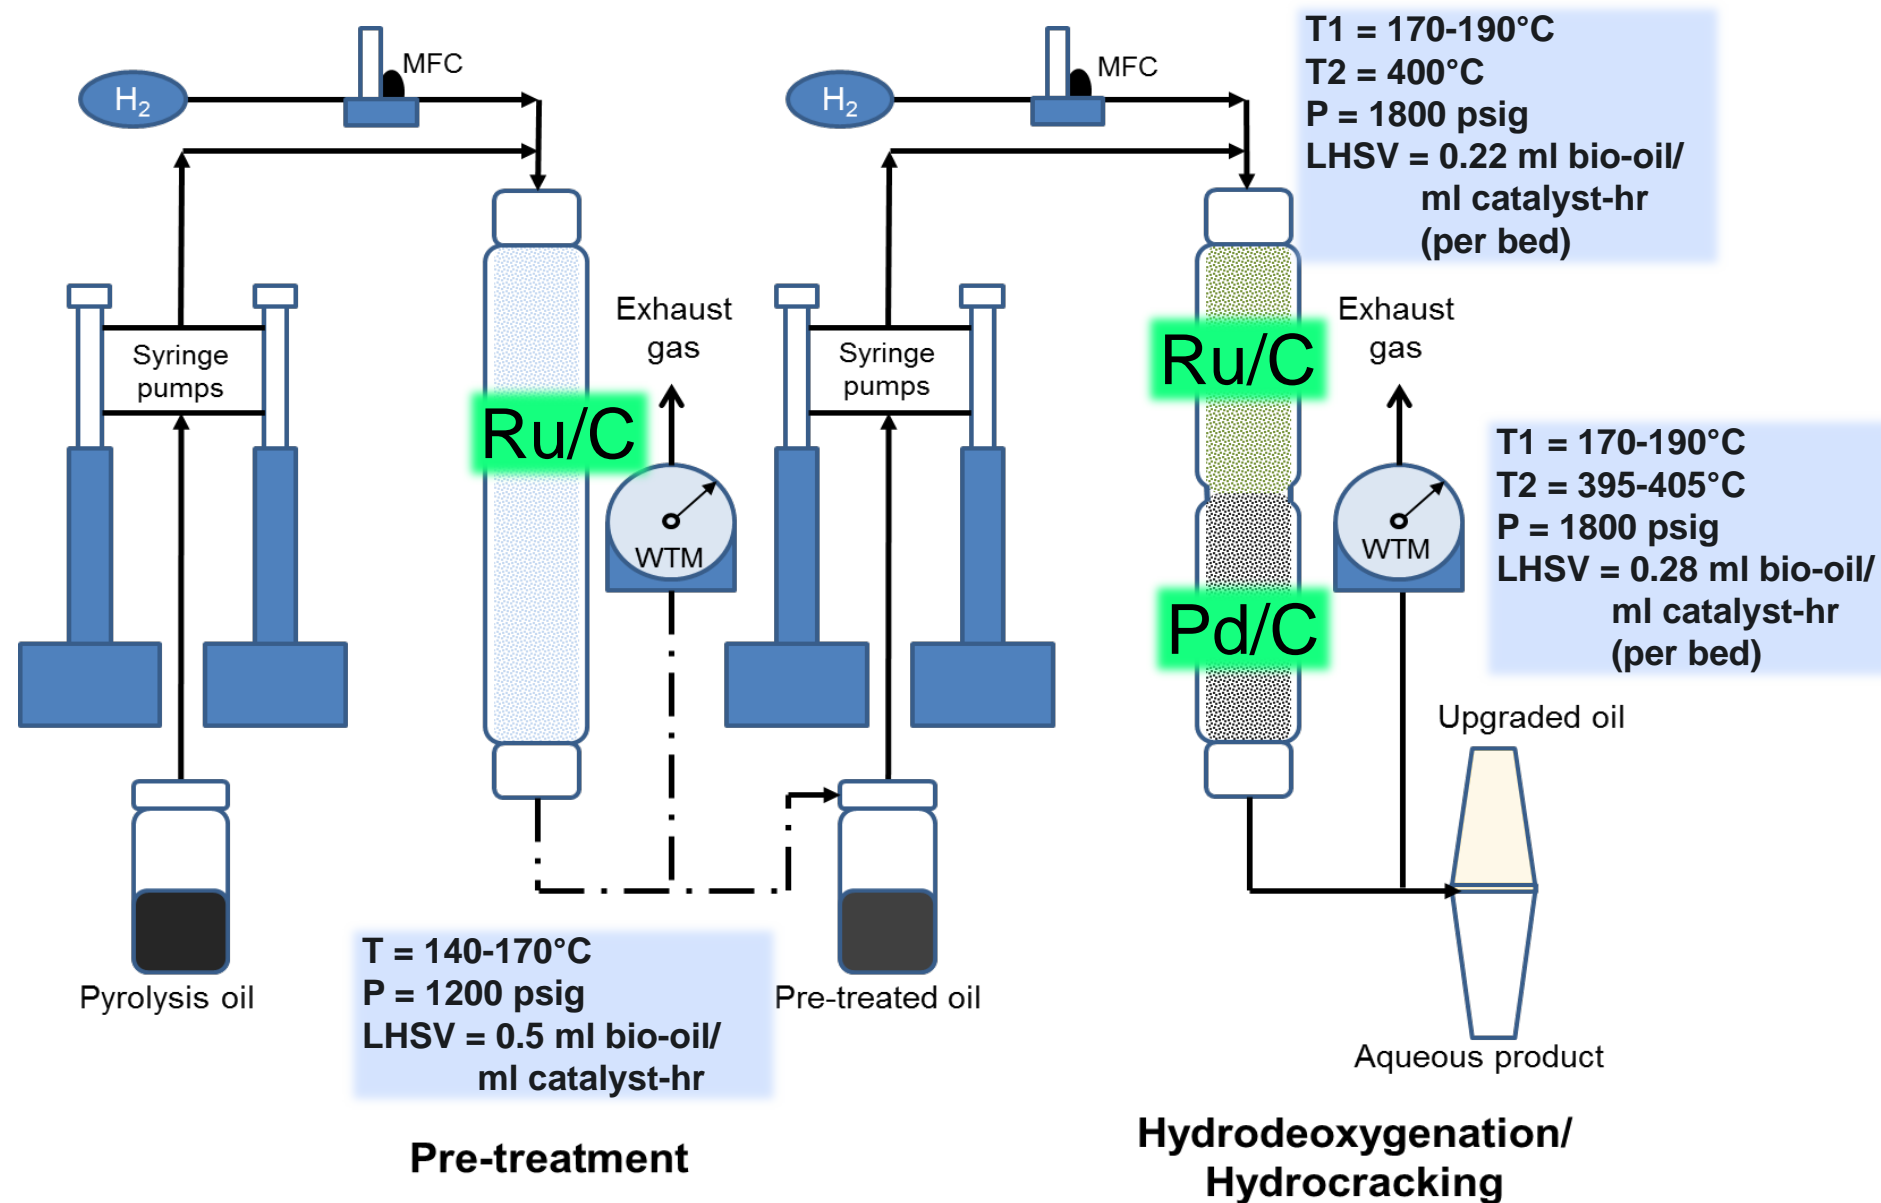 H2
MFC
Syringe
pumps
Ru/C
Exhaust
gas
WTM
Pyrolysis oil
T = 140-170°C
P = 1200 psig
LHSV = 0.5 ml bio-oil/
ml catalyst-hr
Pre-treatment
H2
MFC
Syringe
pumps
Pre-treated oil
T1 = 170-190°C
T2 = 400°C
P = 1800 psig
LHSV = 0.22 ml bio-oil/
ml catalyst-hr
(per bed)
Ru/C
Pd/C
Exhaust
gas
WTM
T1 = 170-190°C
T2 = 395-405°C
P = 1800 psig
LHSV = 0.28 ml bio-oil/
ml catalyst-hr
(per bed)
Upgraded oil
Aqueous product
Hydrodeoxygenation/
Hydrocracking